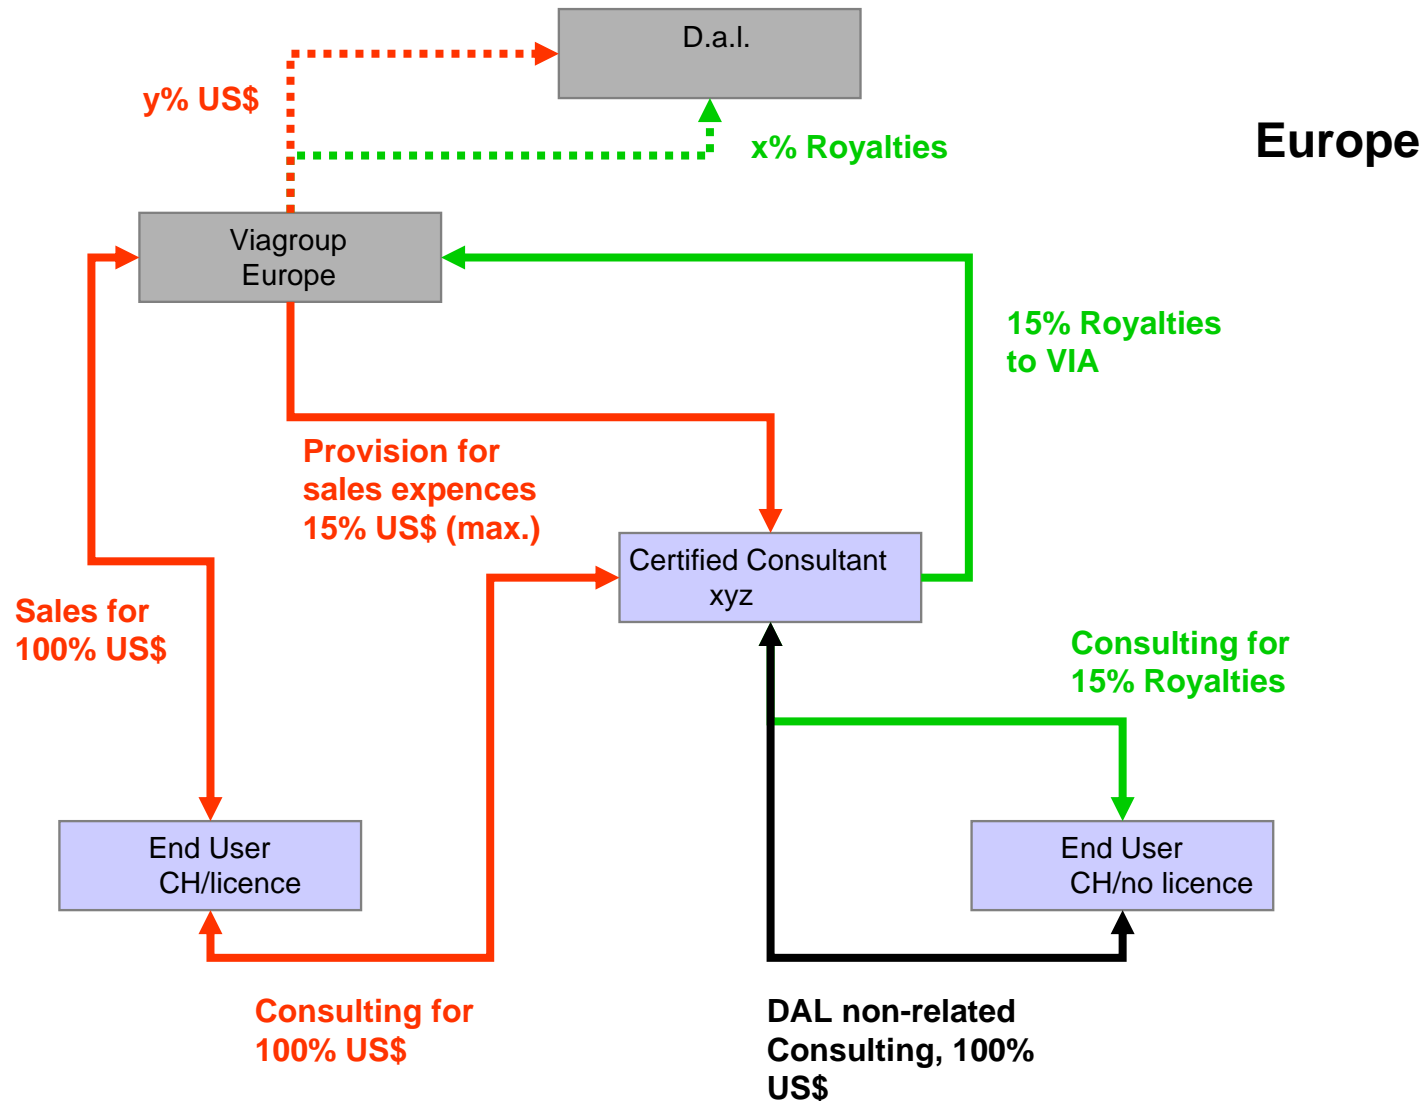 D.a.l.
y% US$
x% Royalties
Europe
Viagroup
Europe
15% Royalties
to VIA
Provision for
sales expences
15% US$ (max.)
Certified Consultant
xyz
Sales for
100% US$
Consulting for
15% Royalties
End User
CH/licence
End User
CH/no licence
Consulting for
100% US$
DAL non-related
Consulting, 100%
US$